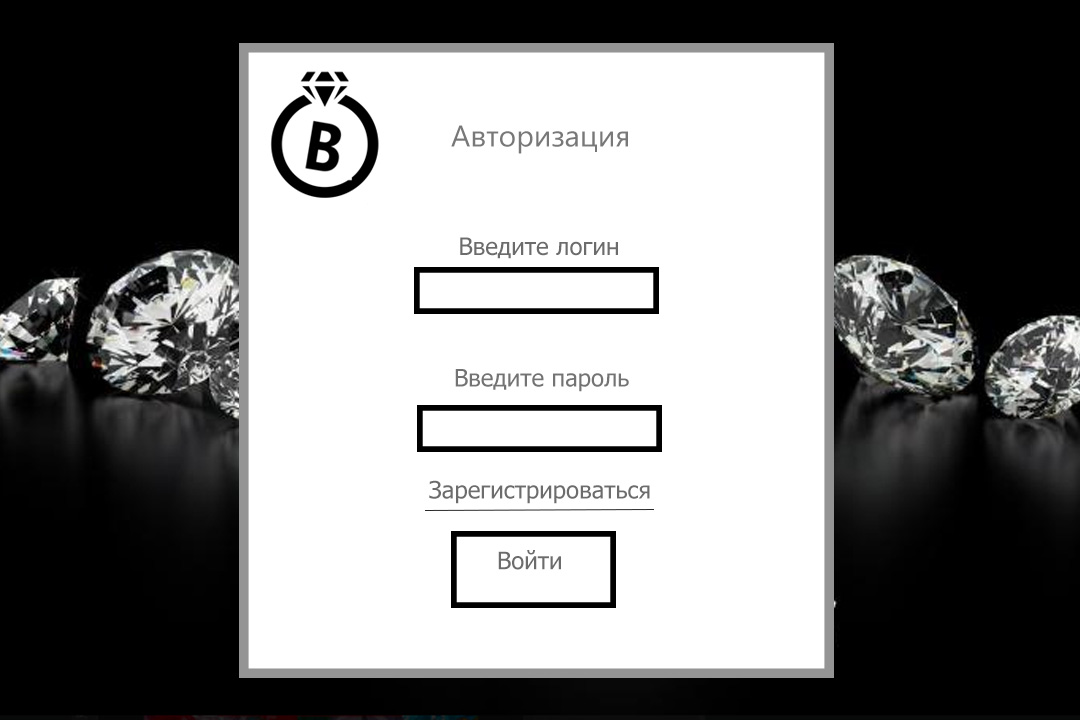 B
Авторизация
Введите логин
Введите пароль
Зарегистрироваться
Войти